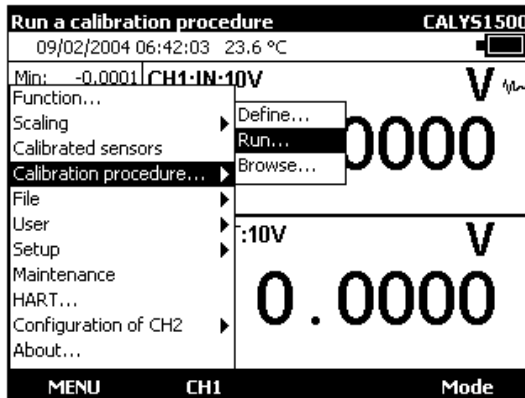 Run a calibration procedure CALYS1500
09/02/2004 06:42:03 23.6 °C
Min: -0.0001 CH1:IN:10V
V
Function...
Scaling
Calibrated sensors
Calibration procedure...
File
User
Setup
Maintenance
HART...
Configuration of CH2
About...
Define...
Run...
Browse...
0000
:10V
V
0.0000
MENU CH1 Mode